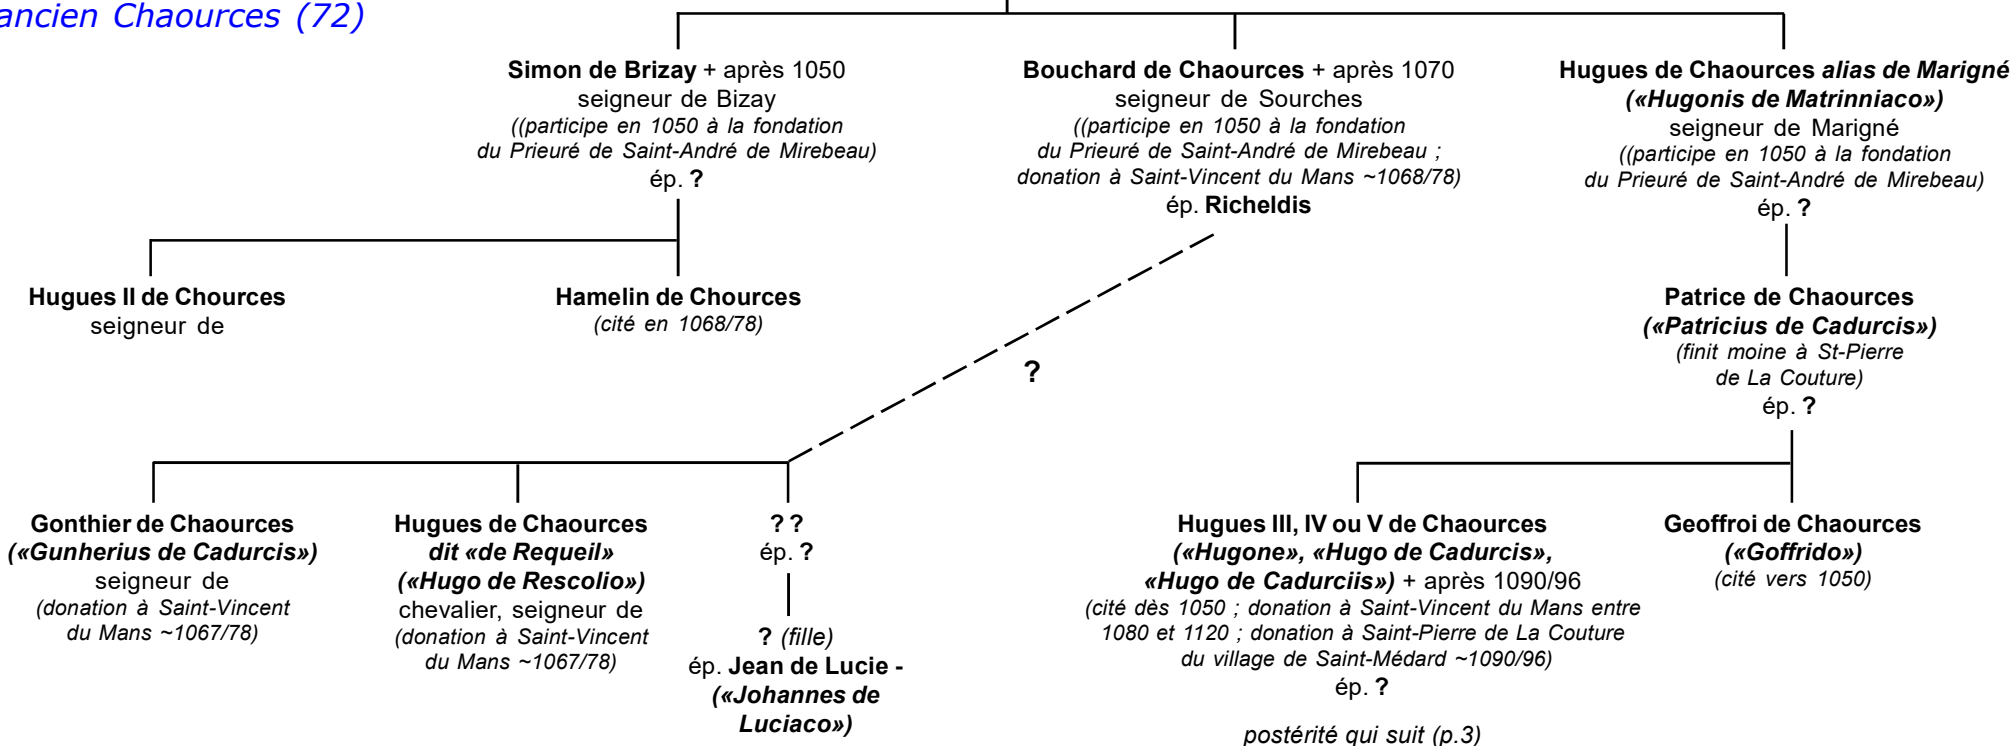 ancien Chaources (72)
Simon de Brizay + après 1050
seigneur de Bizay
((participe en 1050 à la fondation
du Prieuré de Saint-André de Mirebeau)
ép. ?
Bouchard de Chaources + après 1070
seigneur de Sourches
((participe en 1050 à la fondation
du Prieuré de Saint-André de Mirebeau ;
donation à Saint-Vincent du Mans ~1068/78)
ép. Richeldis
Hugues de Chaources alias de Marigné
(«Hugonis de Matrinniaco»)
seigneur de Marigné
((participe en 1050 à la fondation
du Prieuré de Saint-André de Mirebeau)
ép. ?
Hugues II de Chources
seigneur de
Hamelin de Chources
(cité en 1068/78)
?
Patrice de Chaources
(«Patricius de Cadurcis»)
(finit moine à St-Pierre
de La Couture)
ép. ?
Gonthier de Chaources
(«Gunherius de Cadurcis»)
seigneur de
(donation à Saint-Vincent
du Mans ~1067/78)
Hugues de Chaources
dit «de Requeil»
(«Hugo de Rescolio»)
chevalier, seigneur de
(donation à Saint-Vincent
du Mans ~1067/78)
? ?
ép. ?
? (fille)
ép. Jean de Lucie -
(«Johannes de
Luciaco»)
Hugues III, IV ou V de Chaources
(«Hugone», «Hugo de Cadurcis»,
«Hugo de Cadurciis») + après 1090/96
(cité dès 1050 ; donation à Saint-Vincent du Mans entre
1080 et 1120 ; donation à Saint-Pierre de La Couture
du village de Saint-Médard ~1090/96)
ép. ?
postérité qui suit (p.3)
Geoffroi de Chaources
(«Goffrido»)
(cité vers 1050)